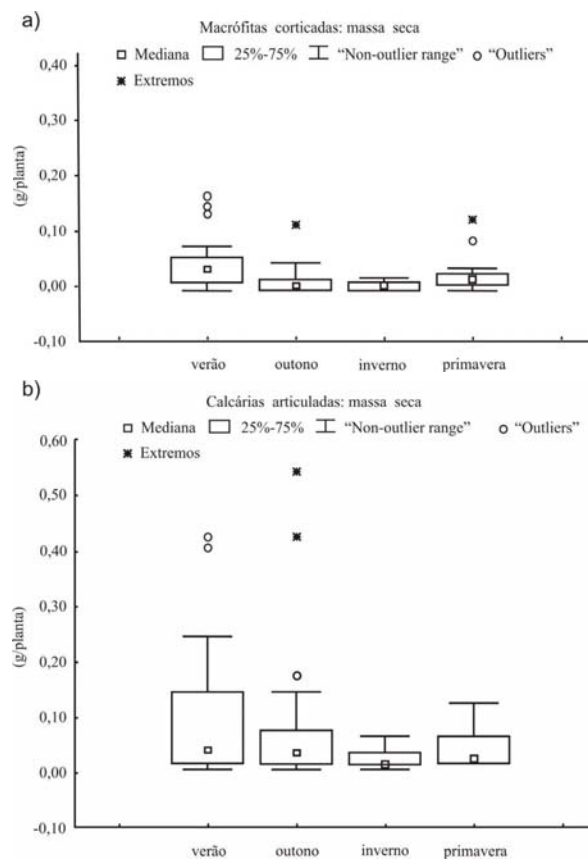 a)
Macrófitas corticadas: massa seca
Mediana 25%-75% “Non-outlier range” “Outliers”
Extremos
0,40
0,30
0,20
0,10
0,00
-0,10
(g/planta)
verão outono inverno primavera
b)
Calcárias articuladas: massa seca
Mediana 25%-75% “Non-outlier range” “Outliers”
Extremos
0,60
0,50
0,40
0,30
0,20
0,10
0,00
-0,10
(g/planta)
verão outono inverno primavera